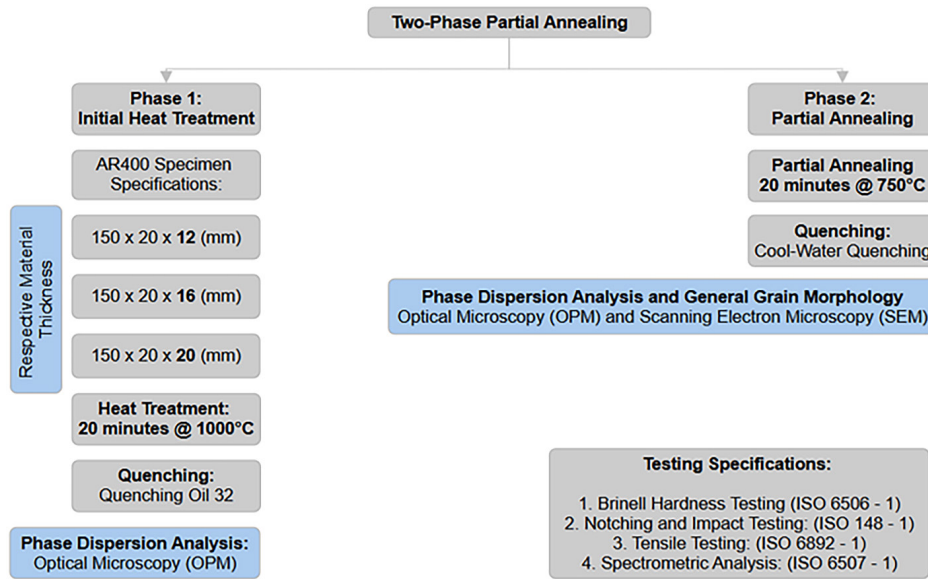 Two-Phase Partial Annealing
Phase 1:
Initial Heat Treatment
AR400 Specimen
Specifications:
Respective Material
Thickness
150 x 20 x 12 (mm)
150 x 20 x 16 (mm)
150 x 20 x 20 (mm)
Heat Treatment:
20 minutes @ 1000°C
Quenching:
Quenching Oil 32
Phase Dispersion Analysis:
Optical Microscopy (OPM)
Phase 2:
Partial Annealing
Partial Annealing
20 minutes @ 750°C
Quenching:
Cool-Water Quenching
Phase Dispersion Analysis and General Grain Morphology
Optical Microscopy (OPM) and Scanning Electron Microscopy (SEM)
Testing Specifications:
1. Brinell Hardness Testing (ISO 6506 - 1)
2. Notching and Impact Testing: (ISO 148 - 1)
3. Tensile Testing: (ISO 6892 - 1)
4. Spectrometric Analysis: (ISO 6507 - 1)